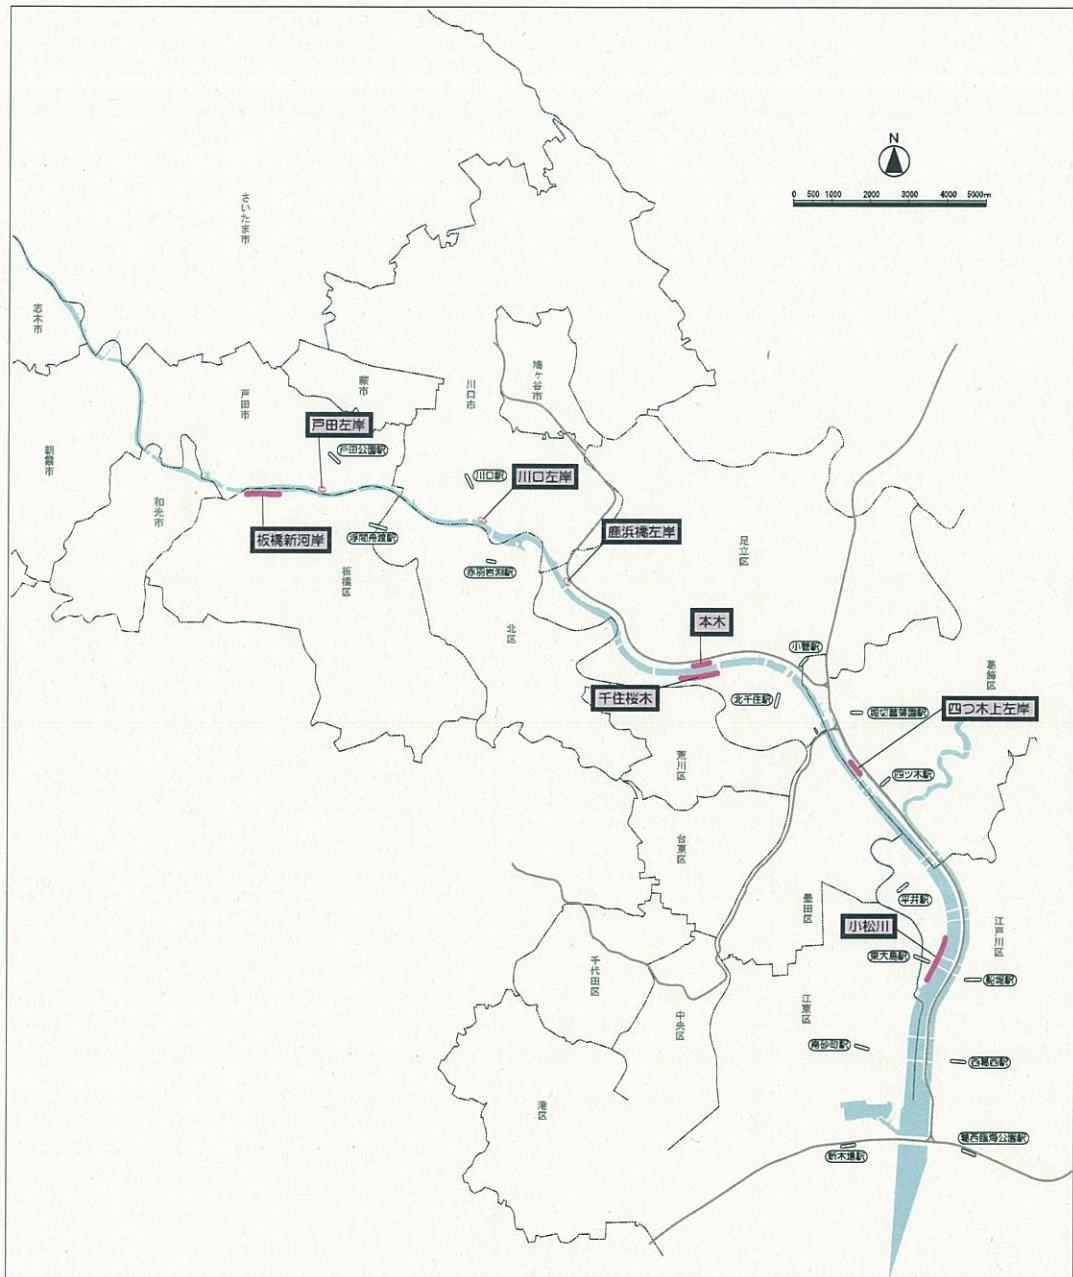 N
0 500 1000 2000 3000 4000 5000m
さいたま市
志木市
戸田市
蕨市
川口市
鳩ヶ谷市
朝霞市
和光市
戸田左岸
戸田公園駅
川口駅
川口左岸
板橋新河岸
浮間舟渡駅
赤羽岩淵駅
鹿浜橋左岸
足立区
板橋区
北区
本木
小菅駅
千住桜木
北千住駅
葛飾区
堀切菖蒲園駅
四つ木上左岸
四ツ木駅
荒川区
台東区
墨田区
平井駅
小松川
東大島駅
江戸川区
船堀駅
千代田区
中央区
江東区
南砂町駅
西葛西駅
港区
新木場駅
葛西臨海公園駅